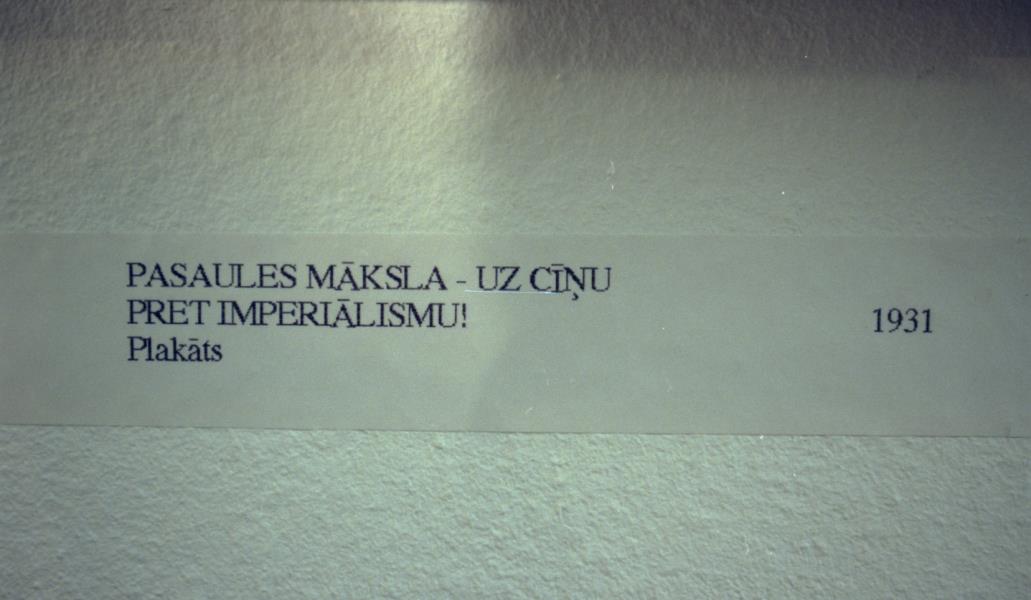 PASAULES MĀKSLA - UZ CĪŅU
PRET IMPERIĀLISMU!
Plakāts
1931